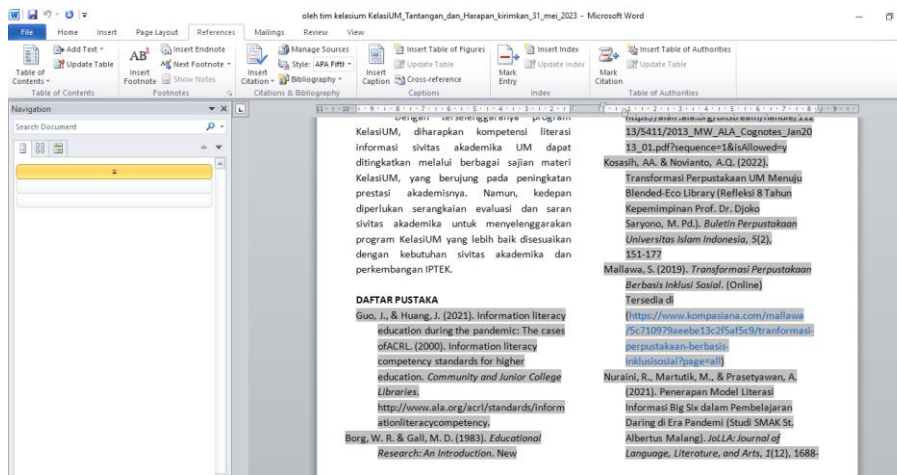 oleh tim kelasium KelasiUM_Tantangan_dan_Harapan_kirimkan_31_mei_2023 - Microsoft Word
File Home Insert Page Layout References Mailings Review View
Table of Contents
Add Text
Update Table
Table of Contents
AB1
Insert Footnote
Insert Endnote
Next Footnote
Show Notes
Footnotes
Insert Citation
Manage Sources
Style: APA Fifth
Bibliography
Citations & Bibliography
Insert Caption
Insert Table of Figures
Update Table
Cross-reference
Captions
Mark Entry
Insert Index
Update Index
Index
Mark Citation
Insert Table of Authorities
Update Table
Table of Authorities
Navigation
Search Document
Dengan terselenggaranya program
KelasiUM, diharapkan kompetensi literasi
informasi sivitas akademika UM dapat
ditingkatkan melalui berbagai sajian materi
KelasiUM, yang berujung pada peningkatan
prestasi akademisnya. Namun, kedepan
diperlukan serangkaian evaluasi dan saran
sivitas akademika untuk menyelenggarakan
program KelasiUM yang lebih baik disesuaikan
dengan kebutuhan sivitas akademika dan
perkembangan IPTEK.
DAFTAR PUSTAKA
Guo, J., & Huang, J. (2021). Information literacy
education during the pandemic: The cases
ofACRL. (2000). Information literacy
competency standards for higher
education. Community and Junior College
Libraries.
http://www.ala.org/acrl/standards/inform
ationliteracycompetency.
Borg, W. R. & Gall, M. D. (1983). Educational
Research: An Introduction. New
13/5411/2013_MW_ALA_Cognotes_Jan20
13_01.pdf?sequence=1&isAllowed=y
Kosasih, AA. & Novianto, A.Q. (2022).
Transformasi Perpustakaan UM Menuju
Blended-Eco Library (Refleksi 8 Tahun
Kepemimpinan Prof. Dr. Djoko
Saryono, M. Pd.). Buletin Perpustakaan
Universitas Islam Indonesia, 5(2),
151-177
Mallawa, S. (2019). Transformasi Perpustakaan
Berbasis Inklusi Sosial. (Online)
Tersedia di
(https://www.kompasiana.com/mallawa
/5c710979aeebe13c2f5af5c9/tranformasi-
perpustakaan-berbasis-
inklusisosial?page=all)
Nuraini, R., Martutik, M., & Prasetyawan, A.
(2021). Penerapan Model Literasi
Informasi Big Six dalam Pembelajaran
Daring di Era Pandemi (Studi SMAK St.
Albertus Malang). JoLLA: Journal of
Language, Literature, and Arts, 1(12), 1688-